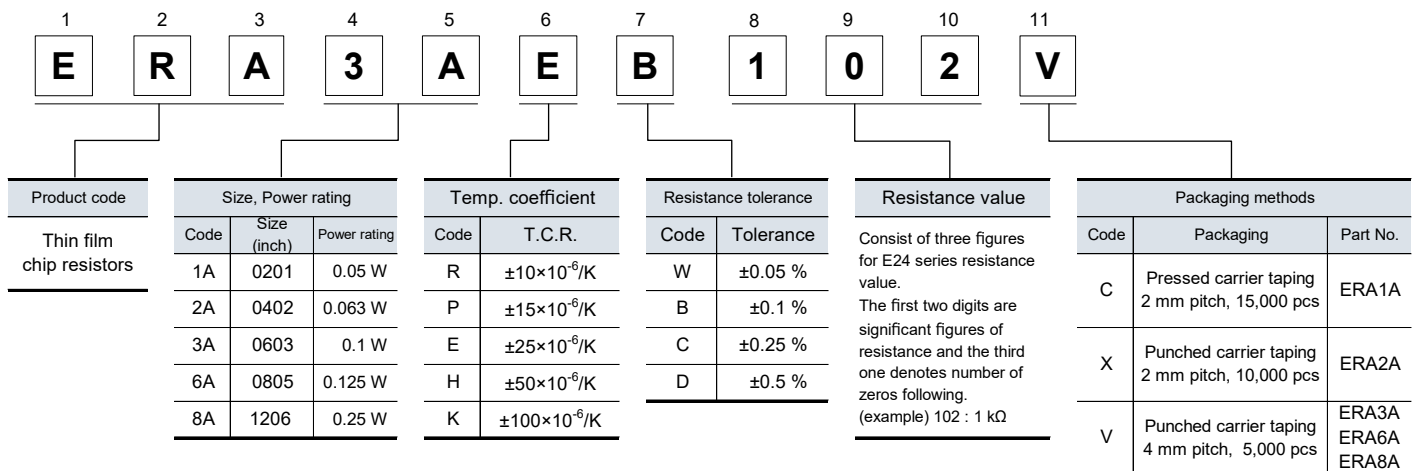 1 2 3 4 5 6 7 8 9 10 11
E R A 3 A E B 1 0 2 V
Product code
Thin film
chip resistors
Size, Power rating
Code Size (inch) Power rating
1A 0201 0.05 W
2A 0402 0.063 W
3A 0603 0.1 W
6A 0805 0.125 W
8A 1206 0.25 W
Temp. coefficient
Code T.C.R.
R ±10×10⁻⁶/K
P ±15×10⁻⁶/K
E ±25×10⁻⁶/K
H ±50×10⁻⁶/K
K ±100×10⁻⁶/K
Resistance tolerance
Code Tolerance
W ±0.05 %
B ±0.1 %
C ±0.25 %
D ±0.5 %
Resistance value
Consist of three figures
for E24 series resistance
value.
The first two digits are
significant figures of
resistance and the third
one denotes number of
zeros following.
(example) 102 : 1 kΩ
Packaging methods
Code Packaging Part No.
C Pressed carrier taping
2 mm pitch, 15,000 pcs ERA1A
X Punched carrier taping
2 mm pitch, 10,000 pcs ERA2A
V Punched carrier taping
4 mm pitch, 5,000 pcs ERA3A
ERA6A
ERA8A